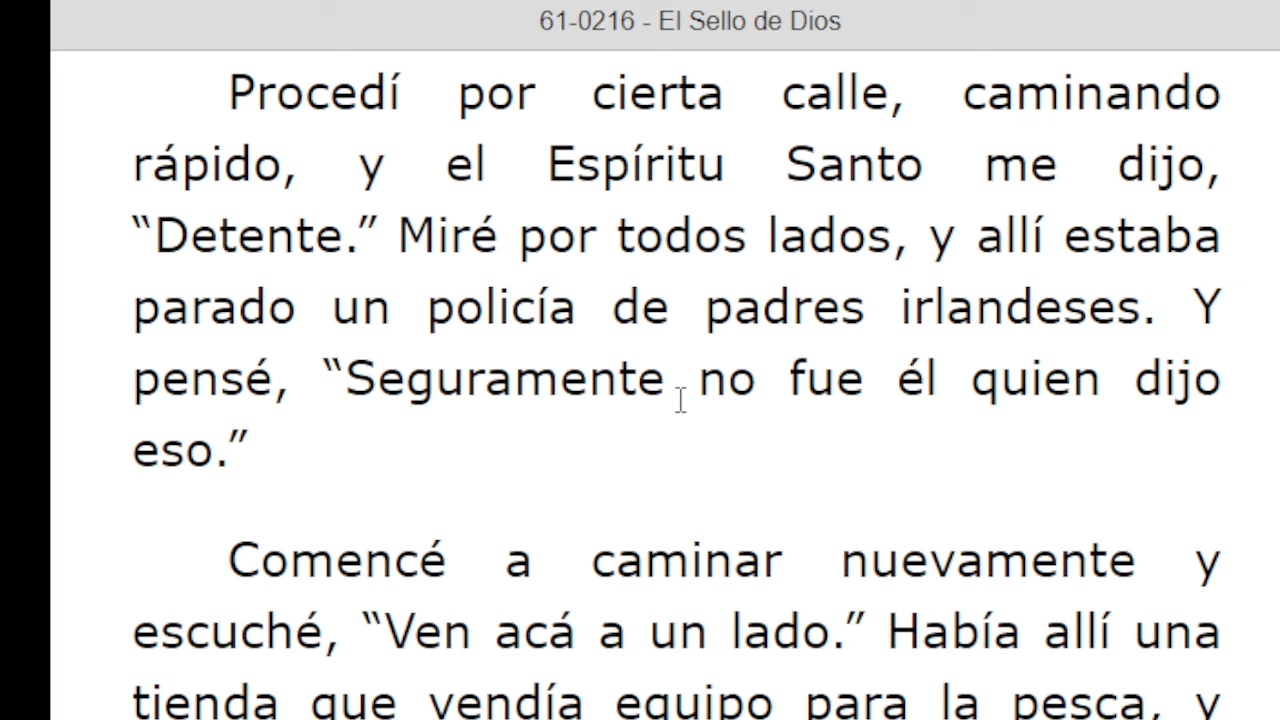 61-0216 - El Sello de Dios
Procedí por cierta calle, caminando
rápido, y el Espíritu Santo me dijo,
“Detente.” Miré por todos lados, y allí estaba
parado un policía de padres irlandeses. Y
pensé, “Seguramente no fue él quien dijo
eso.”
Comencé a caminar nuevamente y
escuché, “Ven acá a un lado.” Había allí una
tienda que vendía equipo para la pesca, y